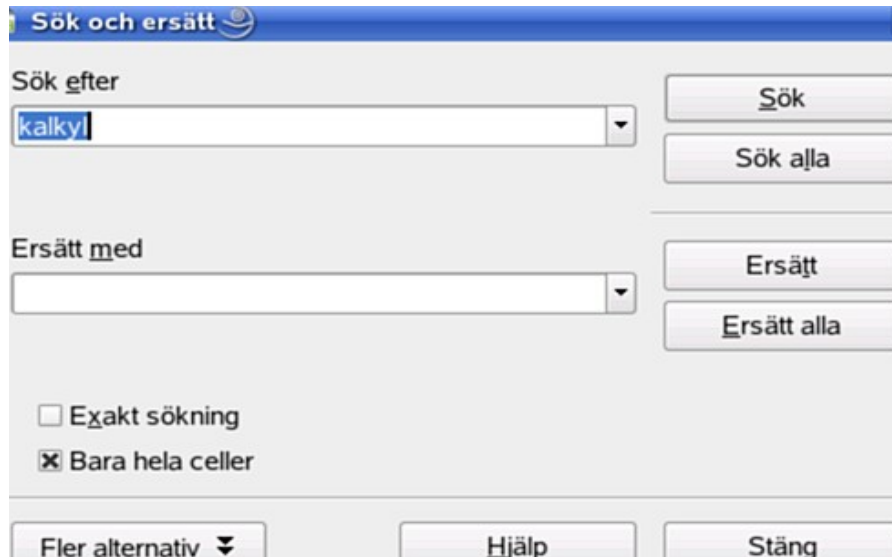 Sök och ersätt
Sök efter
Sök
kalkyl
Sök alla
Ersätt med
Ersätt
Ersätt alla
Exakt sökning
Bara hela celler
Fler alternativ
Hjälp
Stäng